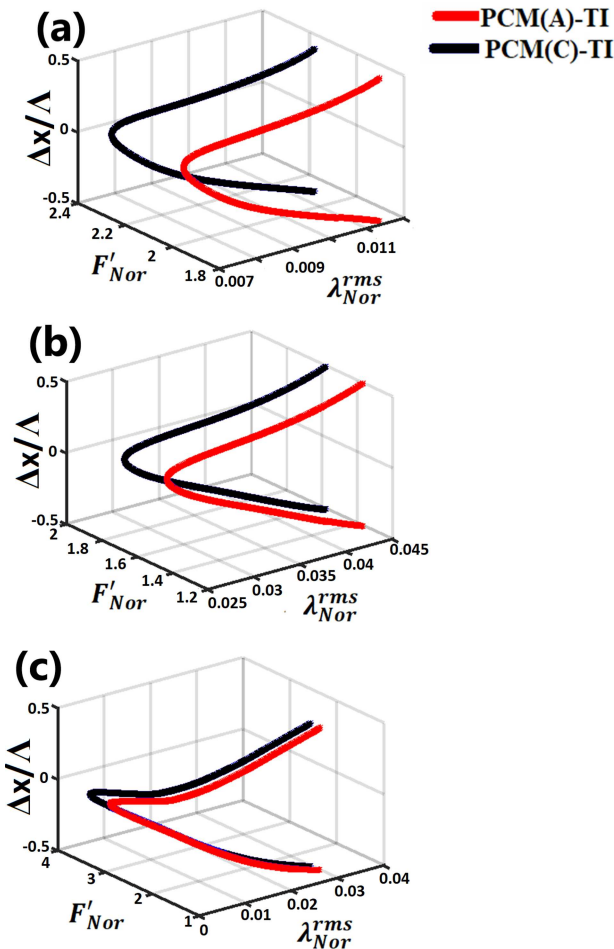 PCM(A)-TI
PCM(C)-TI
(a)
0.5
0
-0.5
Δx/Λ
2.4
2.2
2
1.8
F′Nor
0.007
0.009
0.011
λrmsNor
(b)
0.5
0
-0.5
Δx/Λ
2
1.8
1.6
1.4
1.2
F′Nor
0.025
0.03
0.035
0.04
0.045
λrmsNor
(c)
0.5
0
-0.5
Δx/Λ
4
3
2
1
F′Nor
0
0.01
0.02
0.03
0.04
λrmsNor